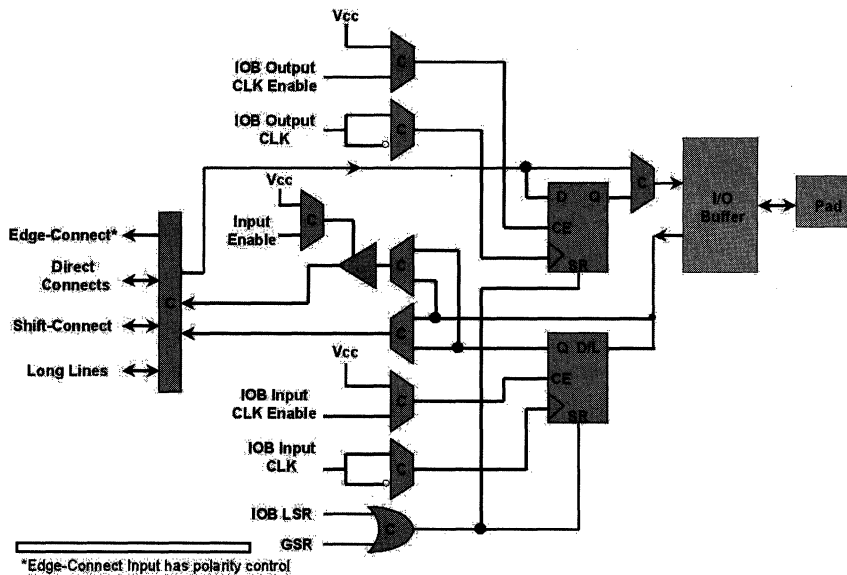 Vcc
C
IOB Output
CLK Enable
IOB Output
CLK
C
Vcc
C
Input
Enable
D Q
CE
SR
C
I/O
Buffer
Pad
Edge-Connect*
Direct
Connects
Shift-Connect
Long Lines
C
C
C
Vcc
IOB Input
CLK Enable
C
Q D/L
CE
SR
IOB Input
CLK
C
IOB LSR
GSR
C
*Edge-Connect Input has polarity control